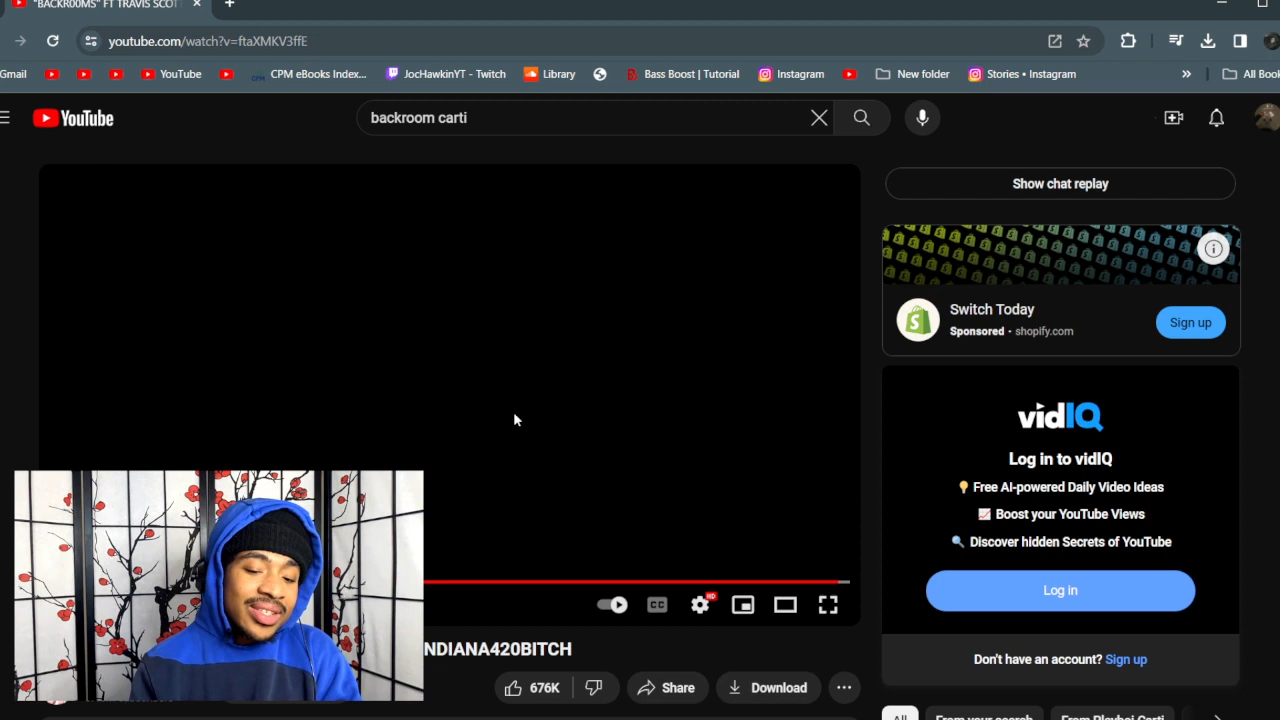 "BACKR00MS" FT TRAVIS SCOT
youtube.com/watch?v=ftaXMKV3ffE
Gmail YouTube CPM eBooks Index... JocHawkinYT - Twitch Library Bass Boost | Tutorial Instagram New folder Stories • Instagram » All Book
YouTube
backroom carti
Show chat replay
Switch Today
Sponsored • shopify.com
Sign up
vidIQ
Log in to vidIQ
💡 Free AI-powered Daily Video Ideas
📈 Boost your YouTube Views
🔍 Discover hidden Secrets of YouTube
Log in
CC HD
NDIANA420BITCH
Don't have an account? Sign up
676K Share Download
All From your search From Playboi Carti